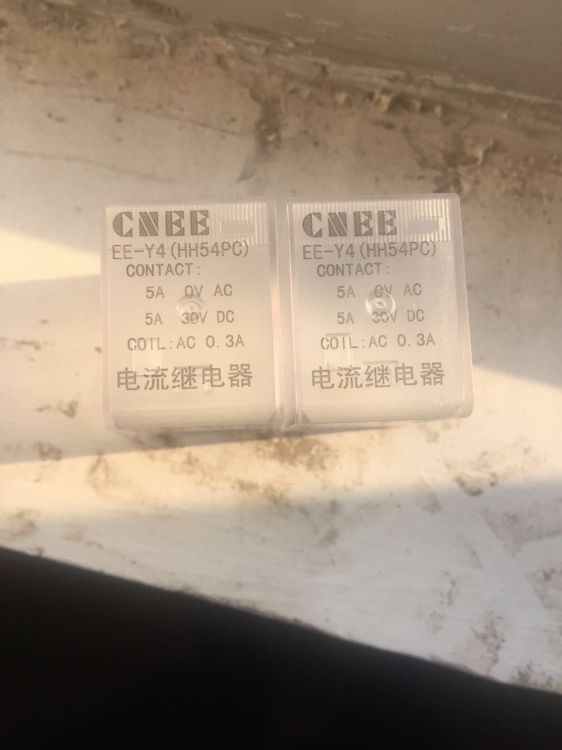 CNEE
EE-Y4(HH54PC)
CONTACT:
5A 0V AC
5A 30V DC
COIL:AC 0.3A
电流继电器
CNEE
EE-Y4(HH54PC)
CONTACT:
5A 0V AC
5A 30V DC
COIL:AC 0.3A
电流继电器